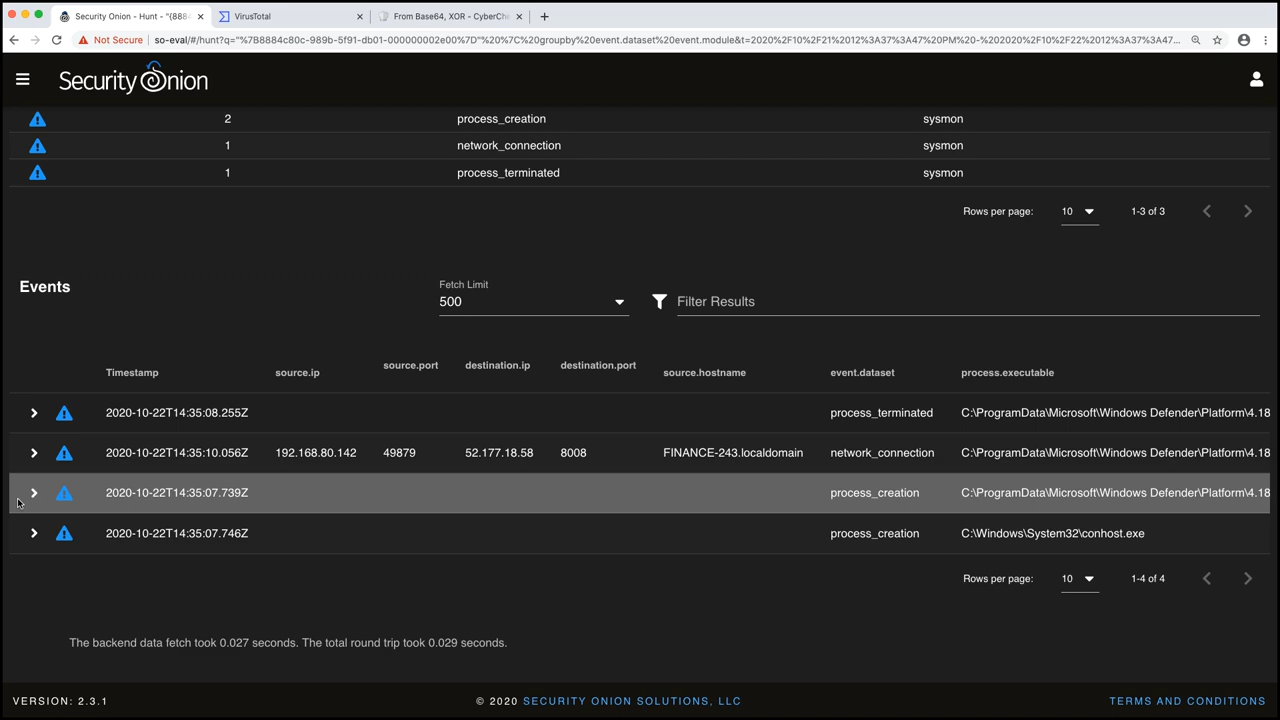 Security Onion - Hunt - "{8884
VirusTotal
From Base64, XOR - CyberChe
Not Secure
so-eval/#/hunt?q="%7B8884c80c-989b-5f91-db01-000000002e00%7D"%20%7C%20groupby%20event.dataset%20event.module&t=2020%2F10%2F21%2012%3A37%3A47%20PM%20-%202020%2F10%2F22%2012%3A37%3A47...
Security Onion
2 process_creation sysmon
1 network_connection sysmon
1 process_terminated sysmon
Rows per page: 10 1-3 of 3
Events
Fetch Limit
500
Filter Results
Timestamp source.ip source.port destination.ip destination.port source.hostname event.dataset process.executable
2020-10-22T14:35:08.255Z process_terminated C:\ProgramData\Microsoft\Windows Defender\Platform\4.18
2020-10-22T14:35:10.056Z 192.168.80.142 49879 52.177.18.58 8008 FINANCE-243.localdomain network_connection C:\ProgramData\Microsoft\Windows Defender\Platform\4.18
2020-10-22T14:35:07.739Z process_creation C:\ProgramData\Microsoft\Windows Defender\Platform\4.18
2020-10-22T14:35:07.746Z process_creation C:\Windows\System32\conhost.exe
Rows per page: 10 1-4 of 4
The backend data fetch took 0.027 seconds. The total round trip took 0.029 seconds.
VERSION: 2.3.1
© 2020 SECURITY ONION SOLUTIONS, LLC
TERMS AND CONDITIONS